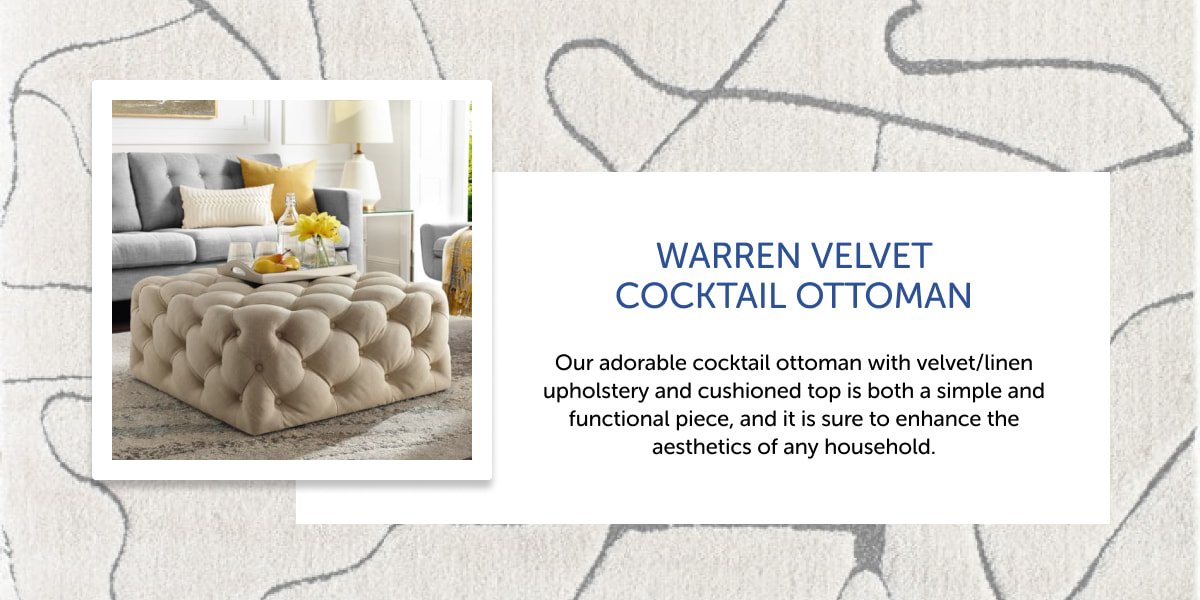 WARREN VELVET
COCKTAIL OTTOMAN
Our adorable cocktail ottoman with velvet/linen
upholstery and cushioned top is both a simple and
functional piece, and it is sure to enhance the
aesthetics of any household.